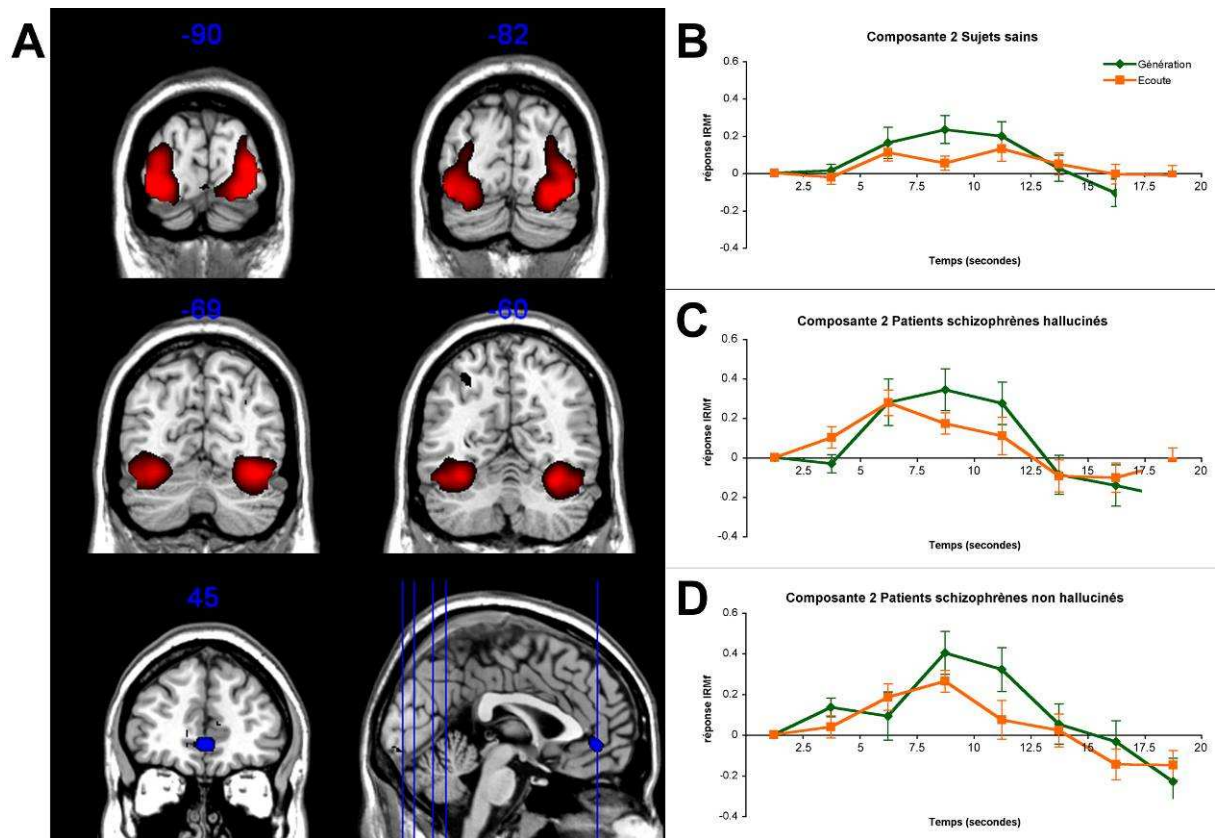 A
-90
-82
-69
-60
45
B
Composante 2 Sujets sains
Génération
Ecoute
réponse IRMf
0.6
0.4
0.2
0
-0.2
-0.4
2.5 5 7.5 10 12.5 15 17.5 20
Temps (secondes)
C
Composante 2 Patients schizophrènes hallucinés
réponse IRMf
0.6
0.4
0.2
0
0.2
0.4
2.5 5 7.5 10 12.5 15 17.5 20
Temps (secondes)
D
Composante 2 Patients schizophrènes non hallucinés
réponse IRMf
0.6
0.4
0.2
0
-0.2
-0.4
2.5 5 7.5 10 12.5 15 17.5 20
Temps (secondes)